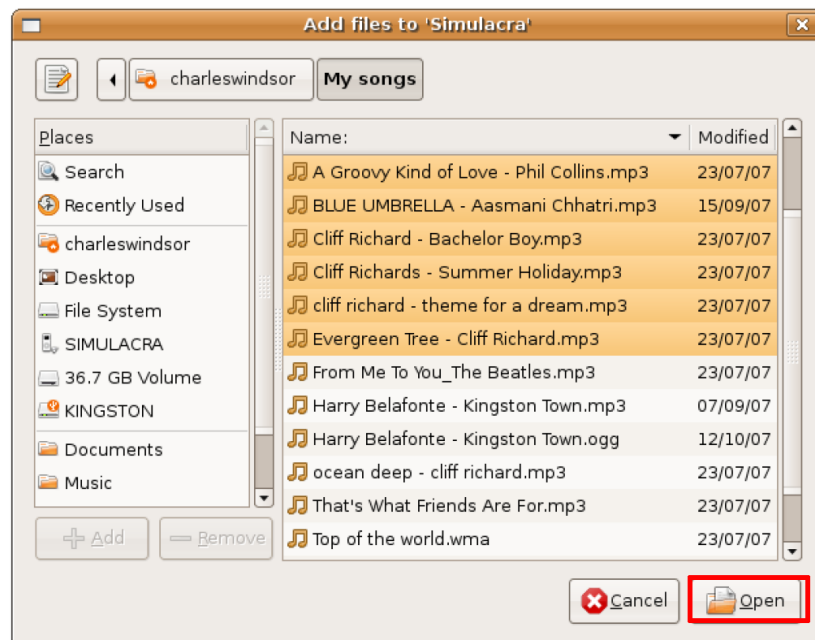 Add files to 'Simulacra'
charleswindsor
My songs
Places
Search
Recently Used
charleswindsor
Desktop
File System
SIMULACRA
36.7 GB Volume
KINGSTON
Documents
Music
Add
Remove
Name:
Modified
A Groovy Kind of Love - Phil Collins.mp3 23/07/07
BLUE UMBRELLA - Aasmani Chhatri.mp3 15/09/07
Cliff Richard - Bachelor Boy.mp3 23/07/07
Cliff Richards - Summer Holiday.mp3 23/07/07
cliff richard - theme for a dream.mp3 23/07/07
Evergreen Tree - Cliff Richard.mp3 23/07/07
From Me To You_The Beatles.mp3 23/07/07
Harry Belafonte - Kingston Town.mp3 07/09/07
Harry Belafonte - Kingston Town.ogg 12/10/07
ocean deep - cliff richard.mp3 23/07/07
That's What Friends Are For.mp3 23/07/07
Top of the world.wma 23/07/07
Cancel
Open